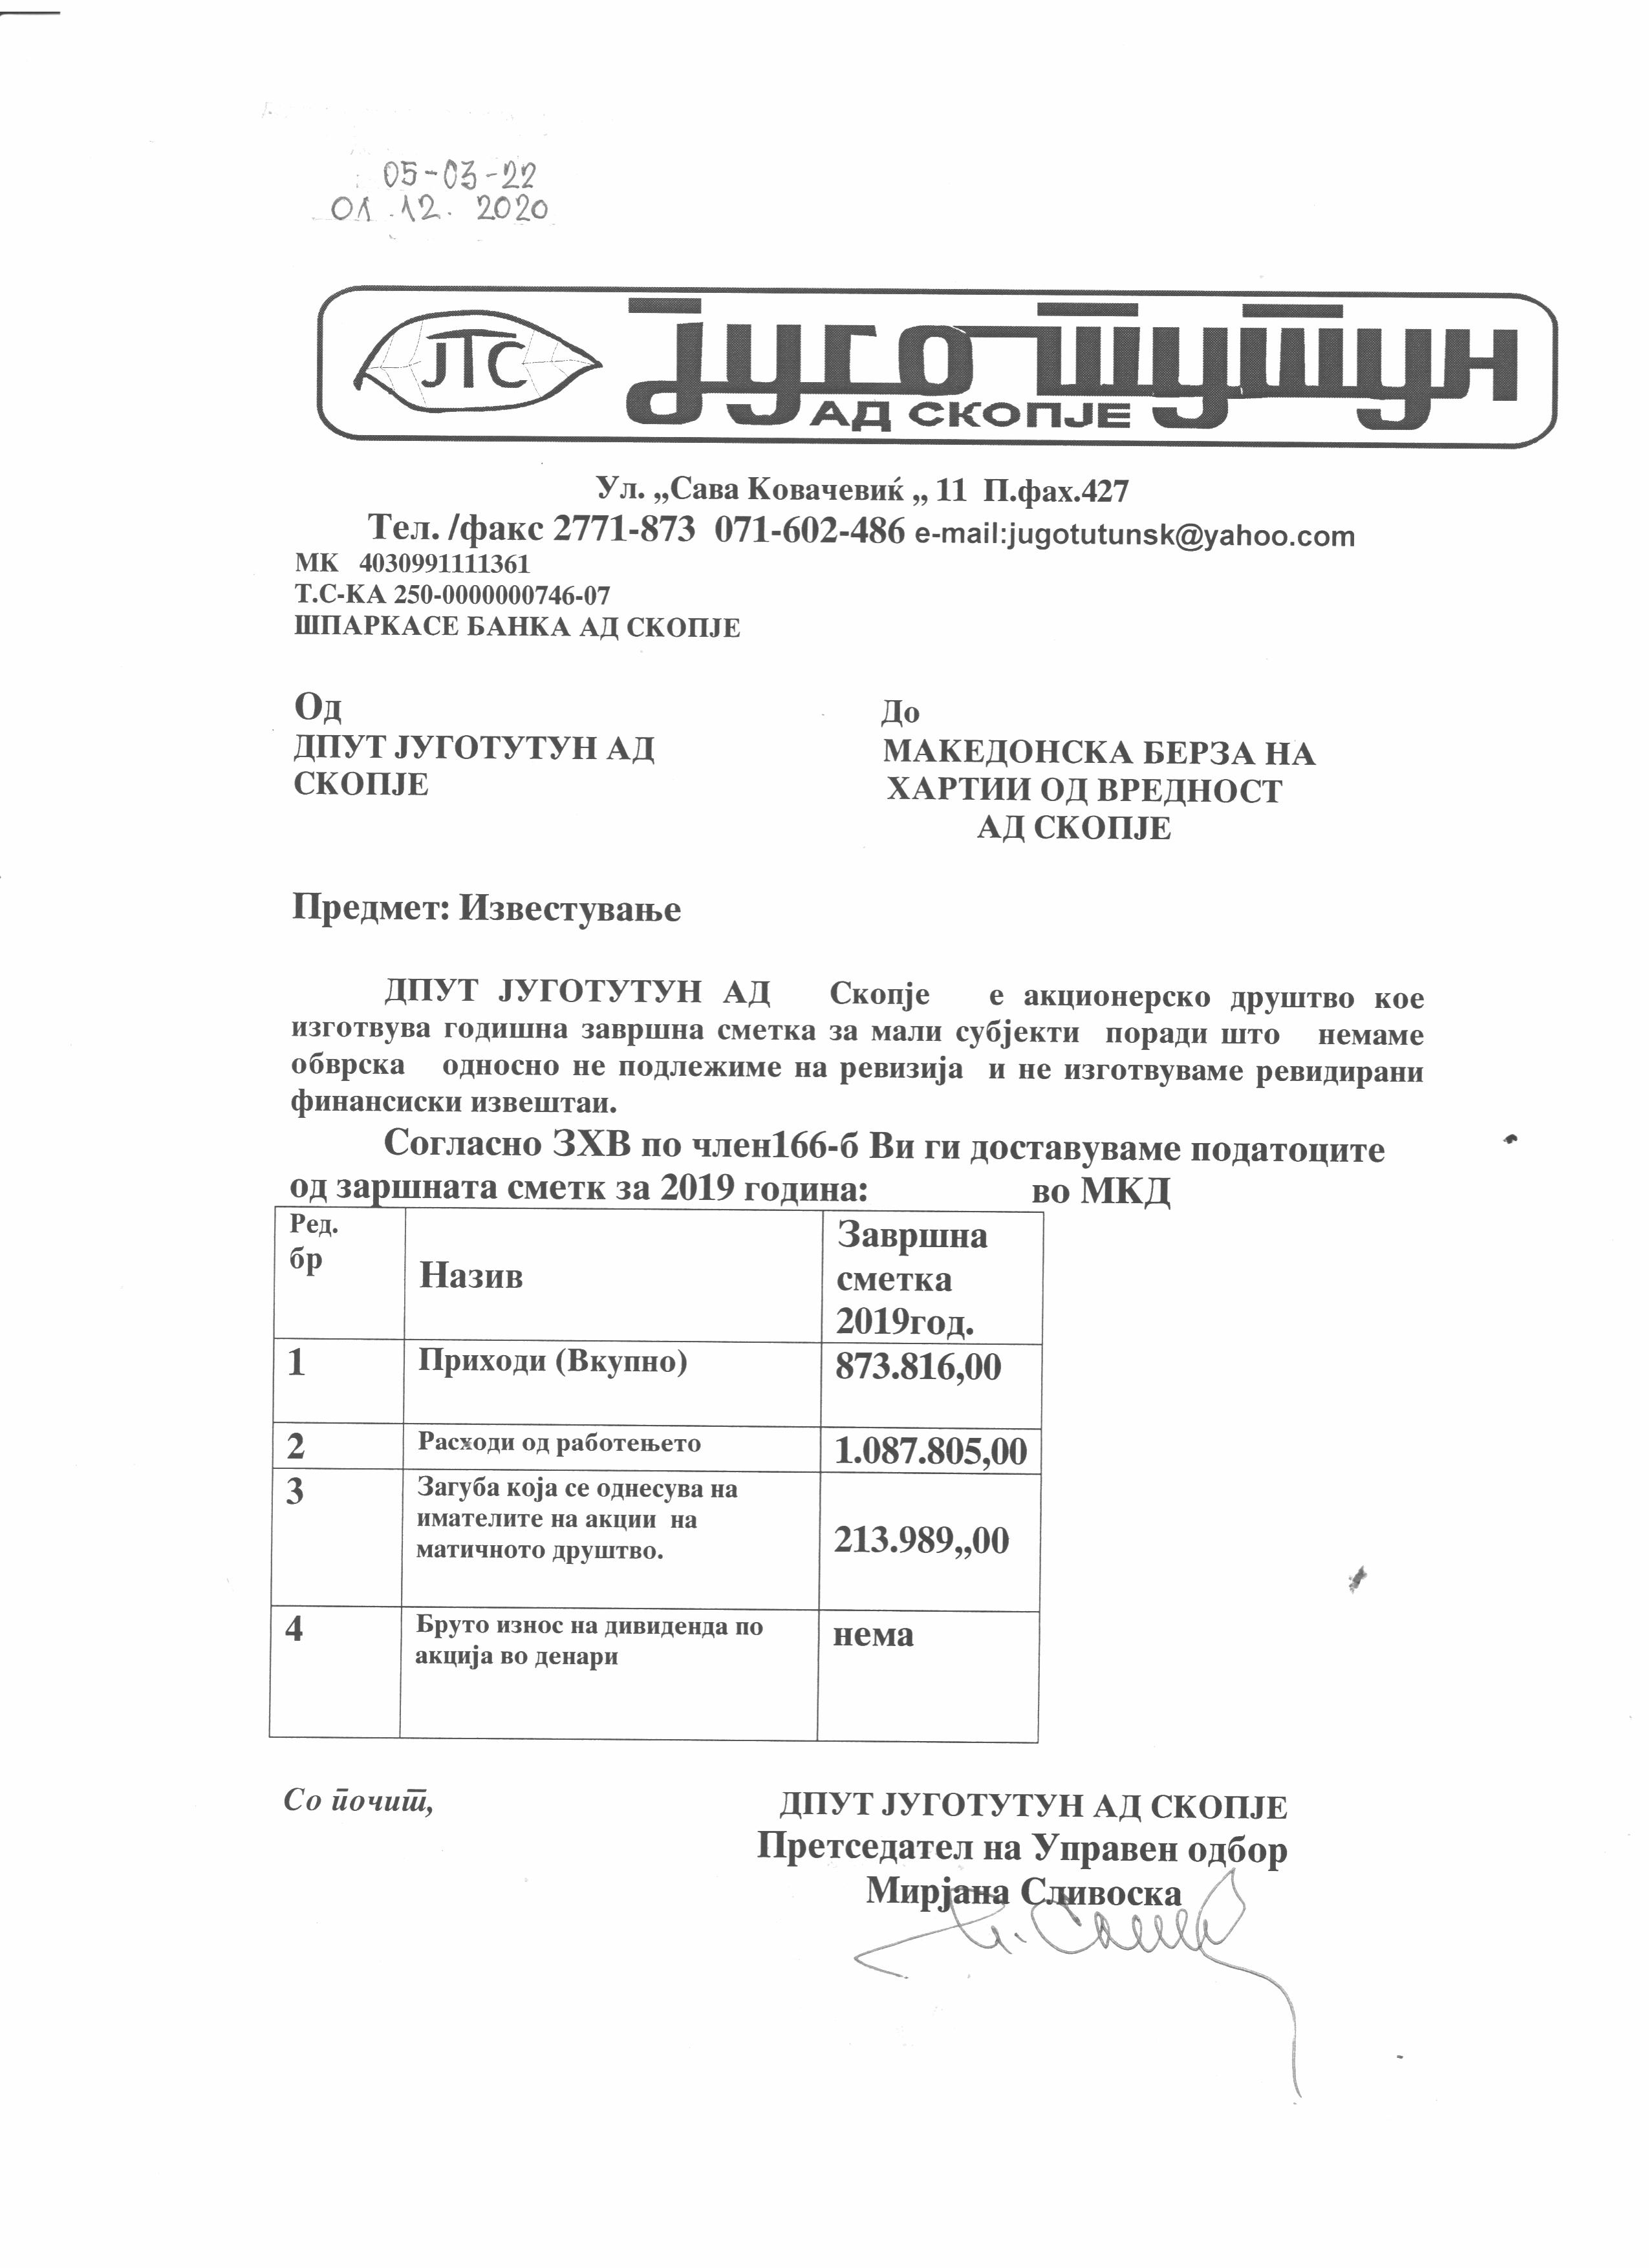 05-03-22
01.12. 2020
ЈТС
Југотутун
АД СКОПЈЕ
Ул. „Сава Ковачевиќ „ 11 П.фах.427
Тел. /факс 2771-873 071-602-486 e-mail:jugotutunsk@yahoo.com
МК 4030991111361
Т.С-КА 250-0000000746-07
ШПАРКАСЕ БАНКА АД СКОПЈЕ
Од
ДПУТ ЈУГОТУТУН АД
СКОПЈЕ
До
МАКЕДОНСКА БЕРЗА НА
ХАРТИИ ОД ВРЕДНОСТ
АД СКОПЈЕ
Предмет: Известување
ДПУТ ЈУГОТУТУН АД Скопје е акционерско друштво кое
изготвува годишна завршна сметка за мали субјекти поради што немаме
обврска односно не подлежиме на ревизија и не изготвуваме ревидирани
финансиски извештаи.
Согласно ЗХВ по член166-б Ви ги доставуваме податоците
од заршната сметк за 2019 година: во МКД
Ред.
бр
Назив
Завршна
сметка
2019год.
1 Приходи (Вкупно) 873.816,00
2 Расходи од работењето 1.087.805,00
3 Загуба која се однесува на
имателите на акции на
матичното друштво.
213.989,,00
4 Бруто износ на дивиденда по
акција во денари
нема
Со почит,
ДПУТ ЈУГОТУТУН АД СКОПЈЕ
Претседател на Управен одбор
Мирјана Сливоска